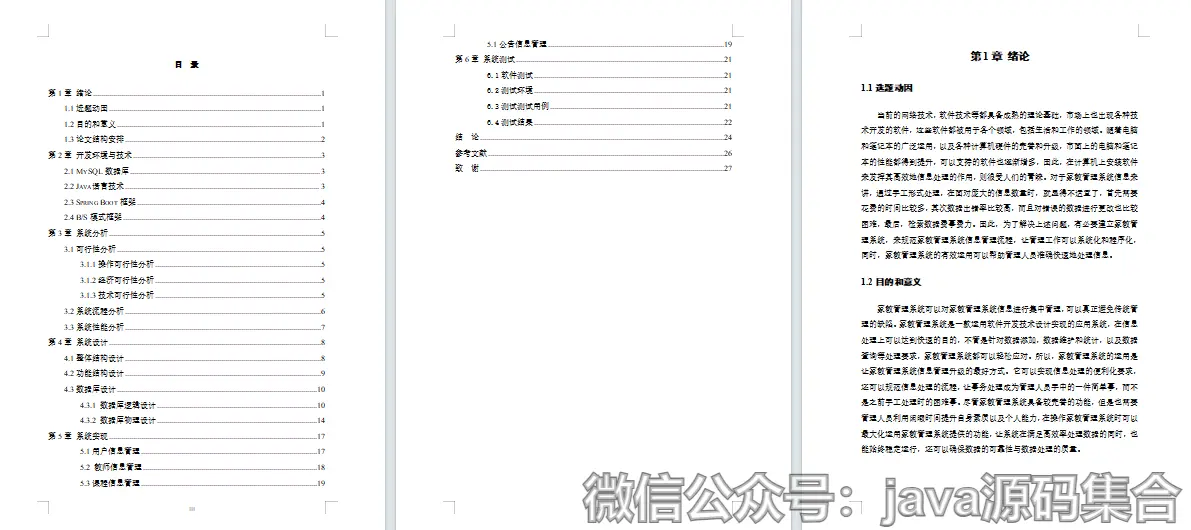 目 录
第 1 章 绪论 1
1.1 选题动因 1
1.2 目的和意义 1
1.3 论文结构安排 2
第 2 章 开发环境与技术 3
2.1 MySQL 数据库 3
2.2 Java 语言技术 3
2.3 Spring Boot 框架 4
2.4 B/S 模式框架 4
第 3 章 系统分析 5
3.1 可行性分析 5
3.1.1 操作可行性分析 5
3.1.2 经济可行性分析 5
3.1.3 技术可行性分析 5
3.2 系统流程分析 6
3.3 系统性能分析 7
第 4 章 系统设计 8
4.1 整体结构设计 8
4.2 功能结构设计 9
4.3 数据库设计 10
4.3.1 数据库逻辑设计 10
4.3.2 数据库物理设计 14
第 5 章 系统实现 17
5.1 用户信息管理 17
5.2 教师信息管理 18
5.3 课程信息管理 19
III
5.1 公告信息管理 19
第 6 章 系统测试 21
6.1 软件测试 21
6.2 测试环境 21
6.3 测试测试用例 21
6.4 测试结果 22
结 论 24
参考文献 26
致 谢 27
第 1 章 绪论
1.1 选题动因
当前的网络技术，软件技术等都具备成熟的理论基础，市场上也出现各种技
术开发的软件，这些软件都被用于各个领域，包括生活和工作的领域。随着电脑
和笔记本的广泛运用，以及各种计算机硬件的完善和升级，市面上的电脑和笔记
本的性能都得到提升，可以支持的软件也逐渐增多，因此，在计算机上安装软件
来发挥其高效地信息处理的作用，则很受人们的青睐。对于家教管理系统信息来
讲，通过手工形式处理，在面对庞大的信息数量时，就显得不适宜了，首先需要
花费的时间比较多，其次数据出错率比较高，而且对错误的数据进行更改也比较
困难，最后，检索数据费事费力。因此，为了解决上述问题，有必要建立家教管
理系统，来规范家教管理系统信息管理流程，让管理工作可以系统化和程序化，
同时，家教管理系统的有效运用可以帮助管理人员准确快速地处理信息。
1.2 目的和意义
家教管理系统可以对家教管理系统信息进行集中管理，可以真正避免传统管
理的缺陷。家教管理系统是一款运用软件开发技术设计实现的应用系统，在信息
处理上可以达到快速的目的，不管是针对数据添加，数据维护和统计，以及数据
查询等处理要求，家教管理系统都可以轻松应对。所以，家教管理系统的运用是
让家教管理系统信息管理升级的最好方式。它可以实现信息处理的便利化要求，
还可以规范信息处理的流程，让事务处理成为管理人员手中的一件简单事，而不
是之前手工处理时的困难事。尽管家教管理系统具备较完善的功能，但是也需要
管理人员利用闲暇时间提升自身素质以及个人能力，在操作家教管理系统时可以
最大化运用家教管理系统提供的功能，让系统在满足高效率处理数据的同时，也
能始终稳定运行，还可以确保数据的可靠性与数据处理的质量。
微信公众号：java源码集合